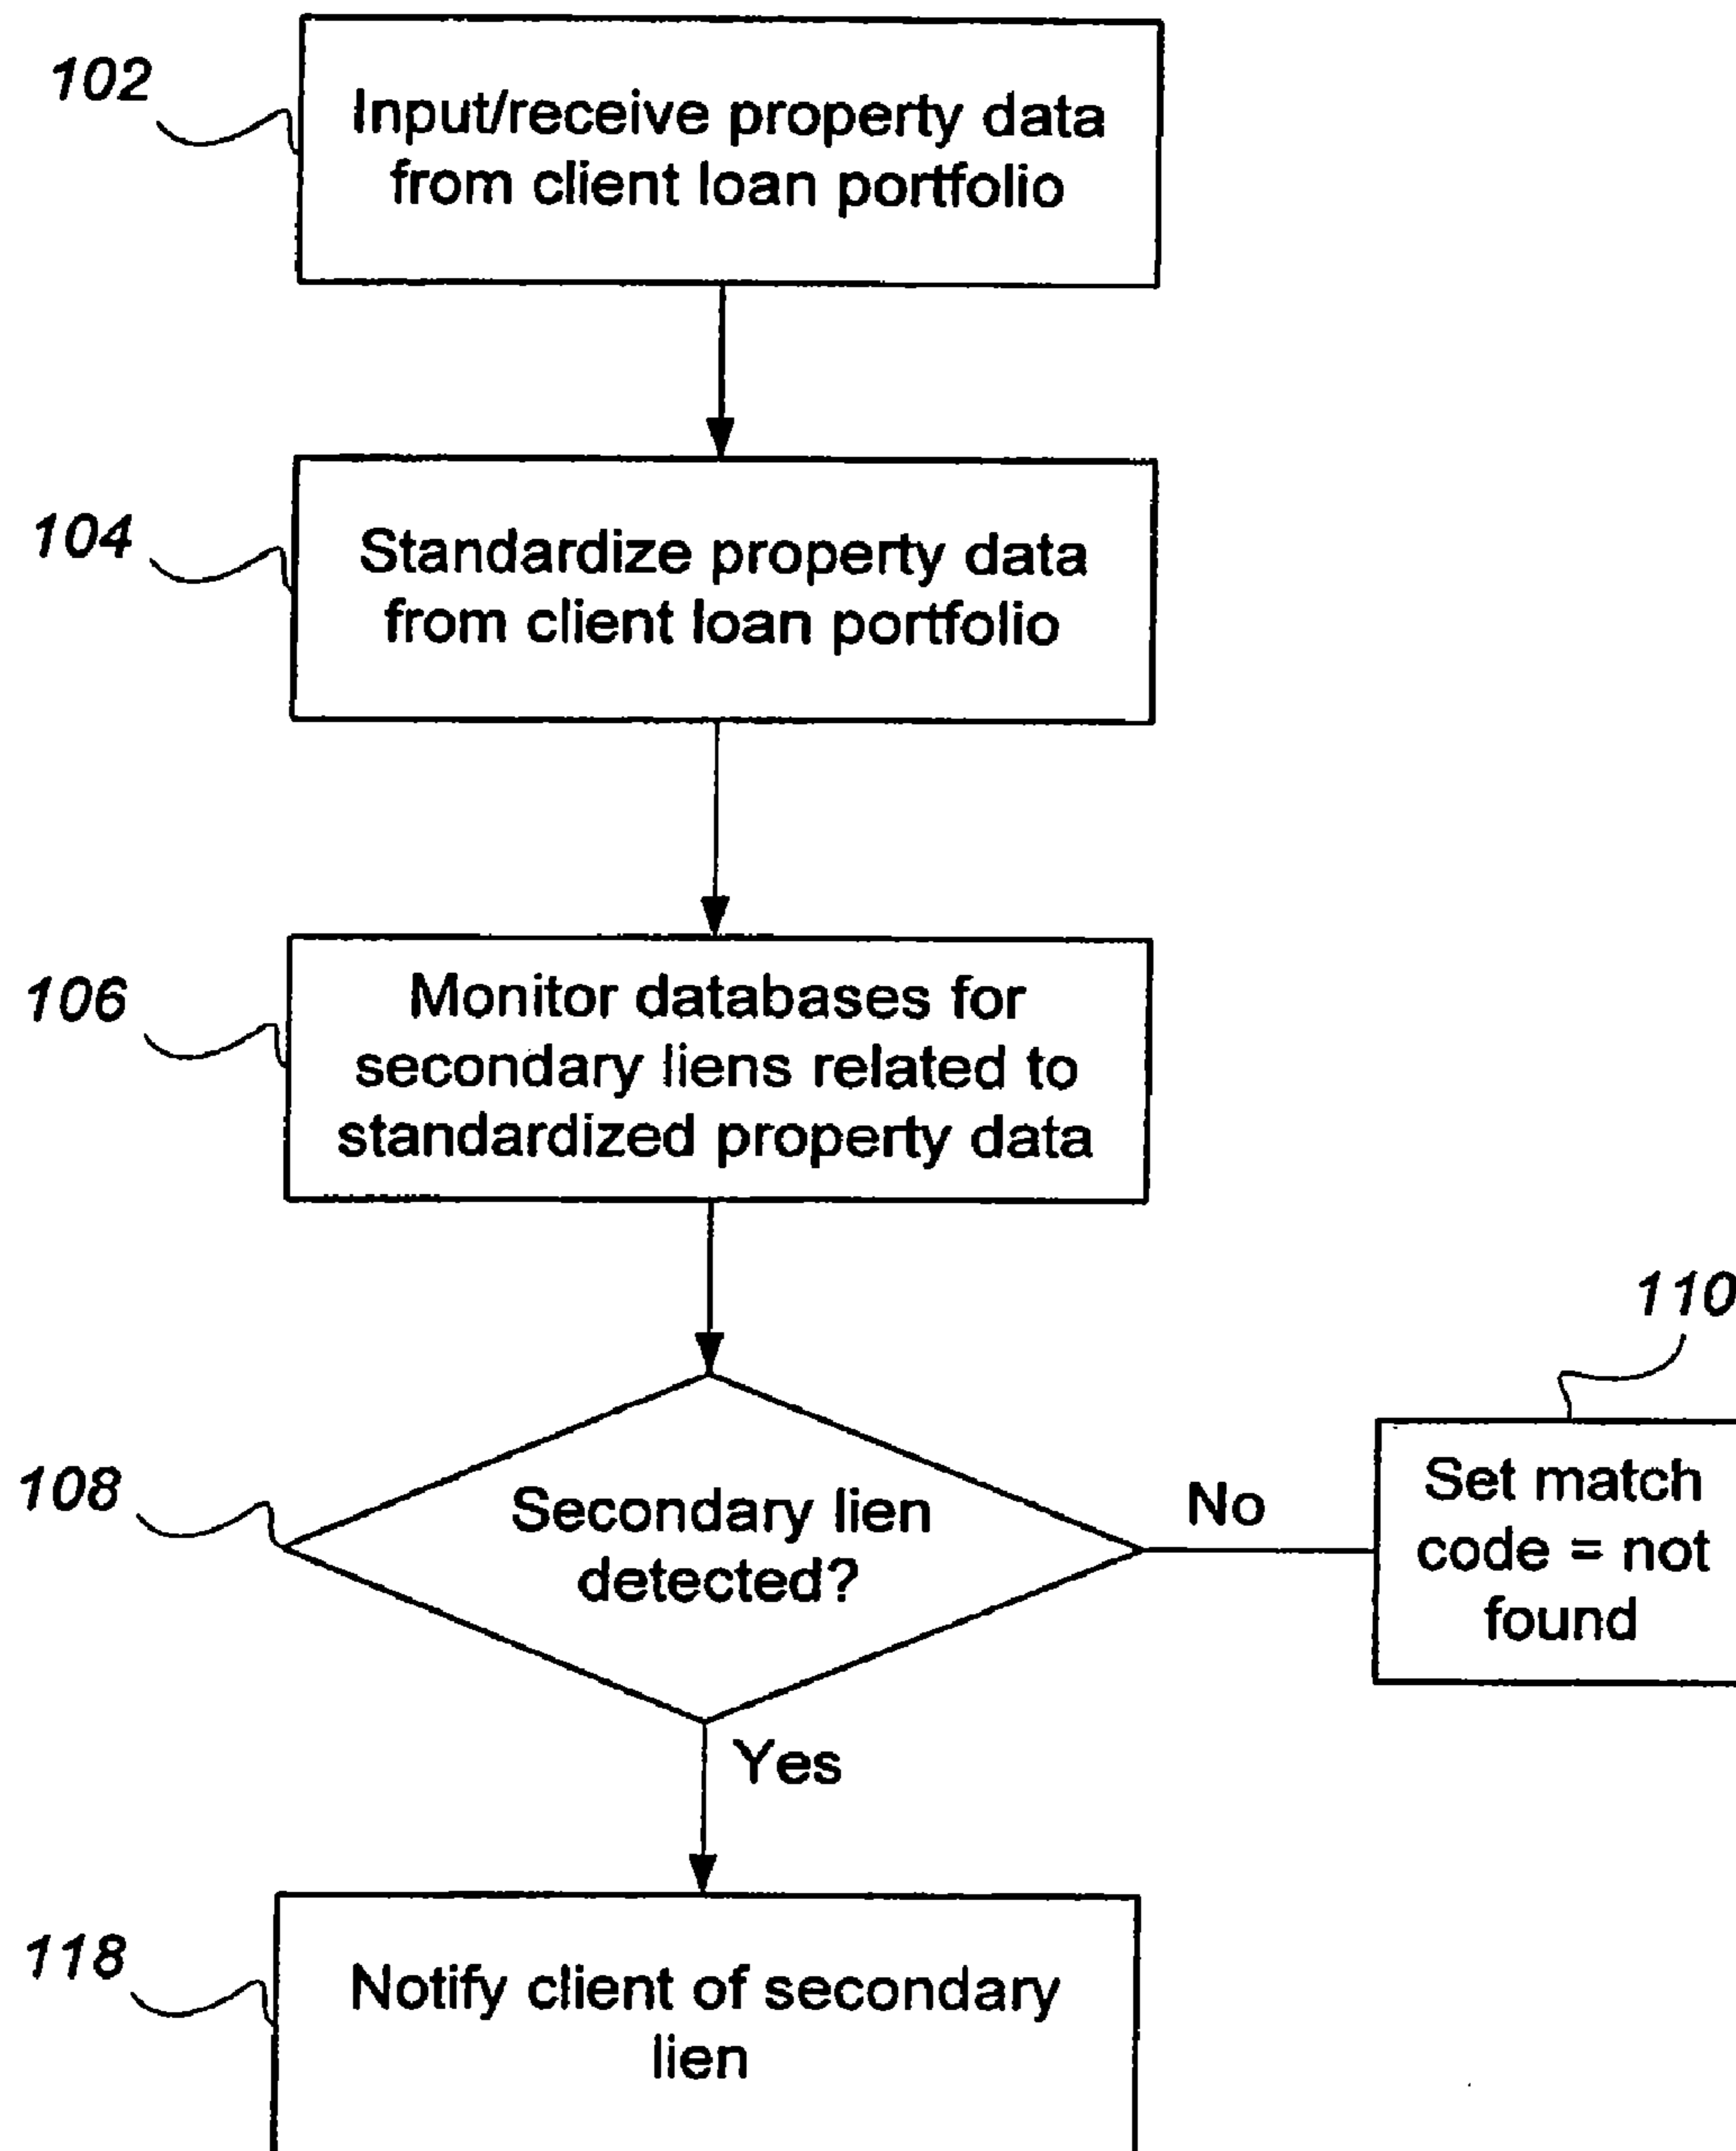 102
Input/receive property data
from client loan portfolio
104
Standardize property data
from client loan portfolio
106
Monitor databases for
secondary liens related to
standardized property data
110
108
Secondary lien
detected?
No
Set match
code = not
found
Yes
118
Notify client of secondary
lien